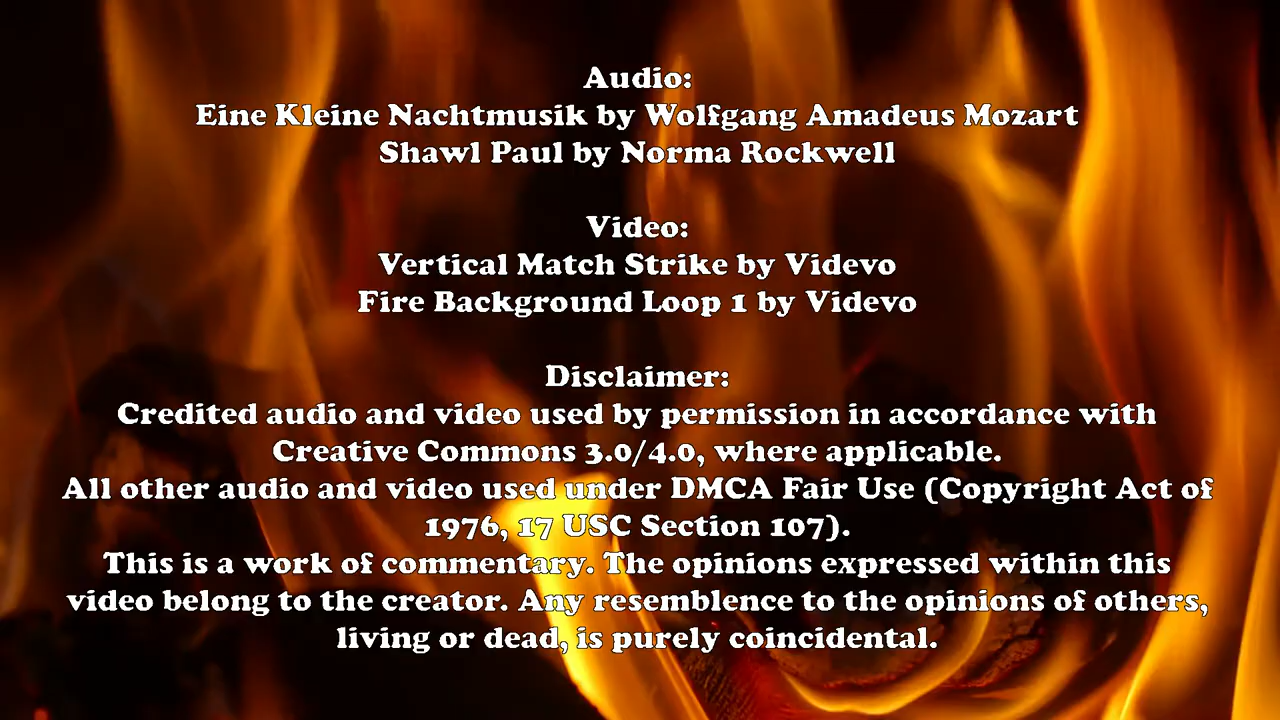 Audio:
Eine Kleine Nachtmusik by Wolfgang Amadeus Mozart
Shawl Paul by Norma Rockwell
Video:
Vertical Match Strike by Videvo
Fire Background Loop 1 by Videvo
Disclaimer:
Credited audio and video used by permission in accordance with
Creative Commons 3.0/4.0, where applicable.
All other audio and video used under DMCA Fair Use (Copyright Act of
1976, 17 USC Section 107).
This is a work of commentary. The opinions expressed within this
video belong to the creator. Any resemblence to the opinions of others,
living or dead, is purely coincidental.